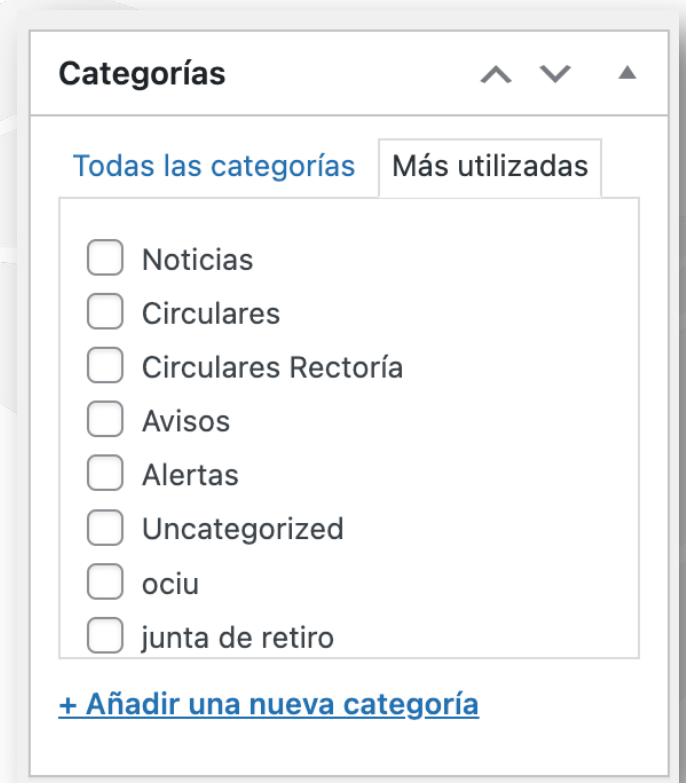 Categorías
Todas las categorías Más utilizadas
Noticias
Circulares
Circulares Rectoría
Avisos
Alertas
Uncategorized
ociu
junta de retiro
+ Añadir una nueva categoría